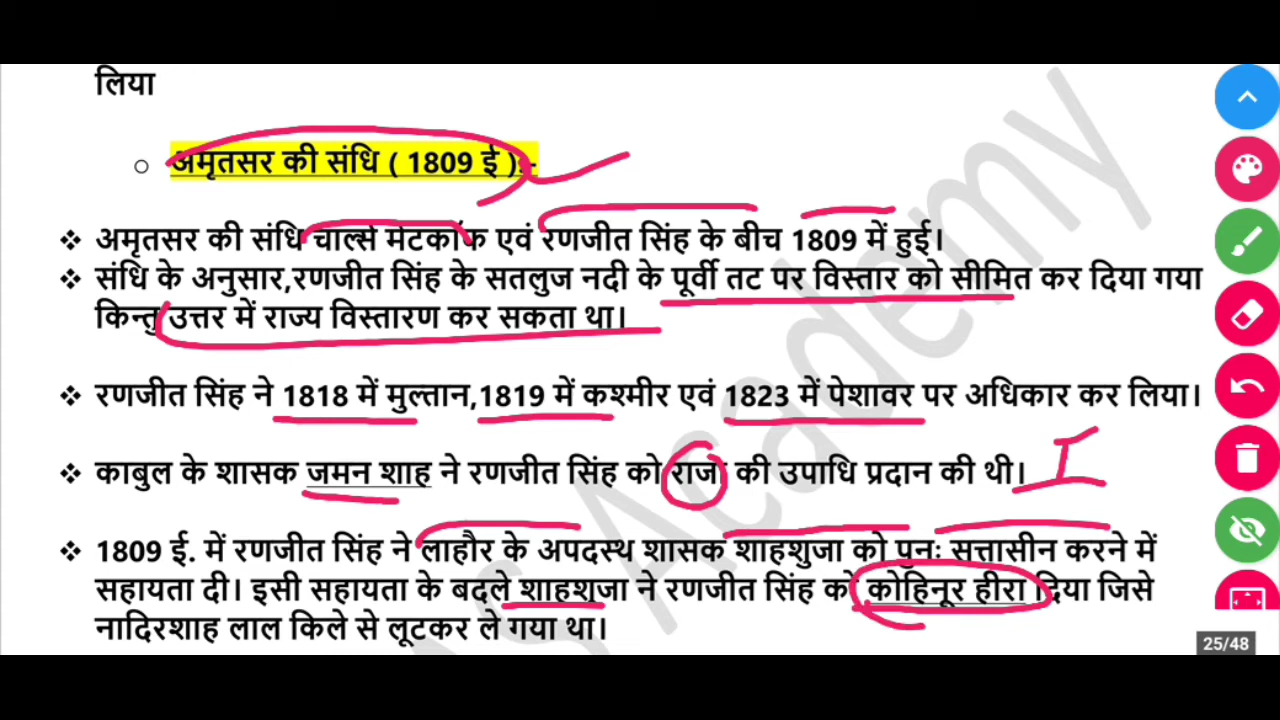 लिया
○ अमृतसर की संधि ( 1809 ई ):-
❖ अमृतसर की संधि चार्ल्स मेटकॉफ एवं रणजीत सिंह के बीच 1809 में हुई।
❖ संधि के अनुसार,रणजीत सिंह के सतलुज नदी के पूर्वी तट पर विस्तार को सीमित कर दिया गया
किन्तु उत्तर में राज्य विस्तारण कर सकता था।
❖ रणजीत सिंह ने 1818 में मुल्तान,1819 में कश्मीर एवं 1823 में पेशावर पर अधिकार कर लिया।
❖ काबुल के शासक जमन शाह ने रणजीत सिंह को राजा की उपाधि प्रदान की थी।
❖ 1809 ई. में रणजीत सिंह ने लाहौर के अपदस्थ शासक शाहशुजा को पुनः सत्तासीन करने में
सहायता दी। इसी सहायता के बदले शाहशुजा ने रणजीत सिंह को कोहिनूर हीरा दिया जिसे
नादिरशाह लाल किले से लूटकर ले गया था।
S Academy
25/48